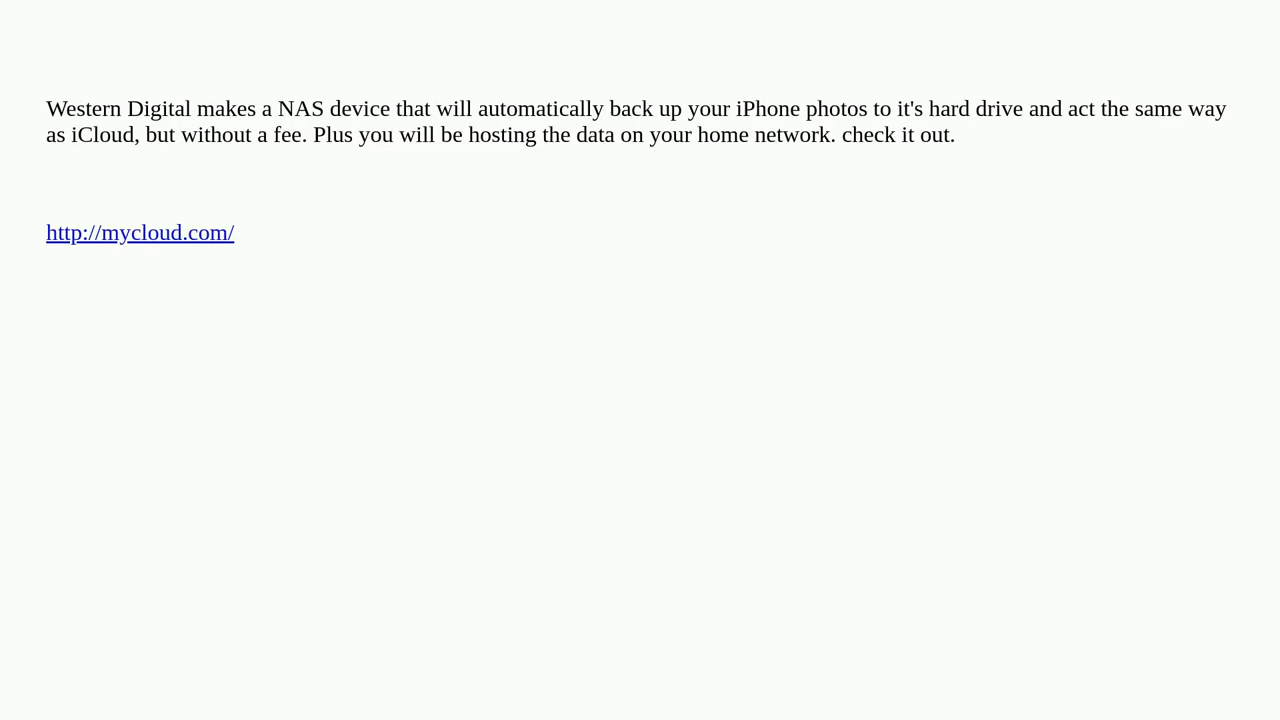 Western Digital makes a NAS device that will automatically back up your iPhone photos to it's hard drive and act the same way
as iCloud, but without a fee. Plus you will be hosting the data on your home network. check it out.
http://mycloud.com/